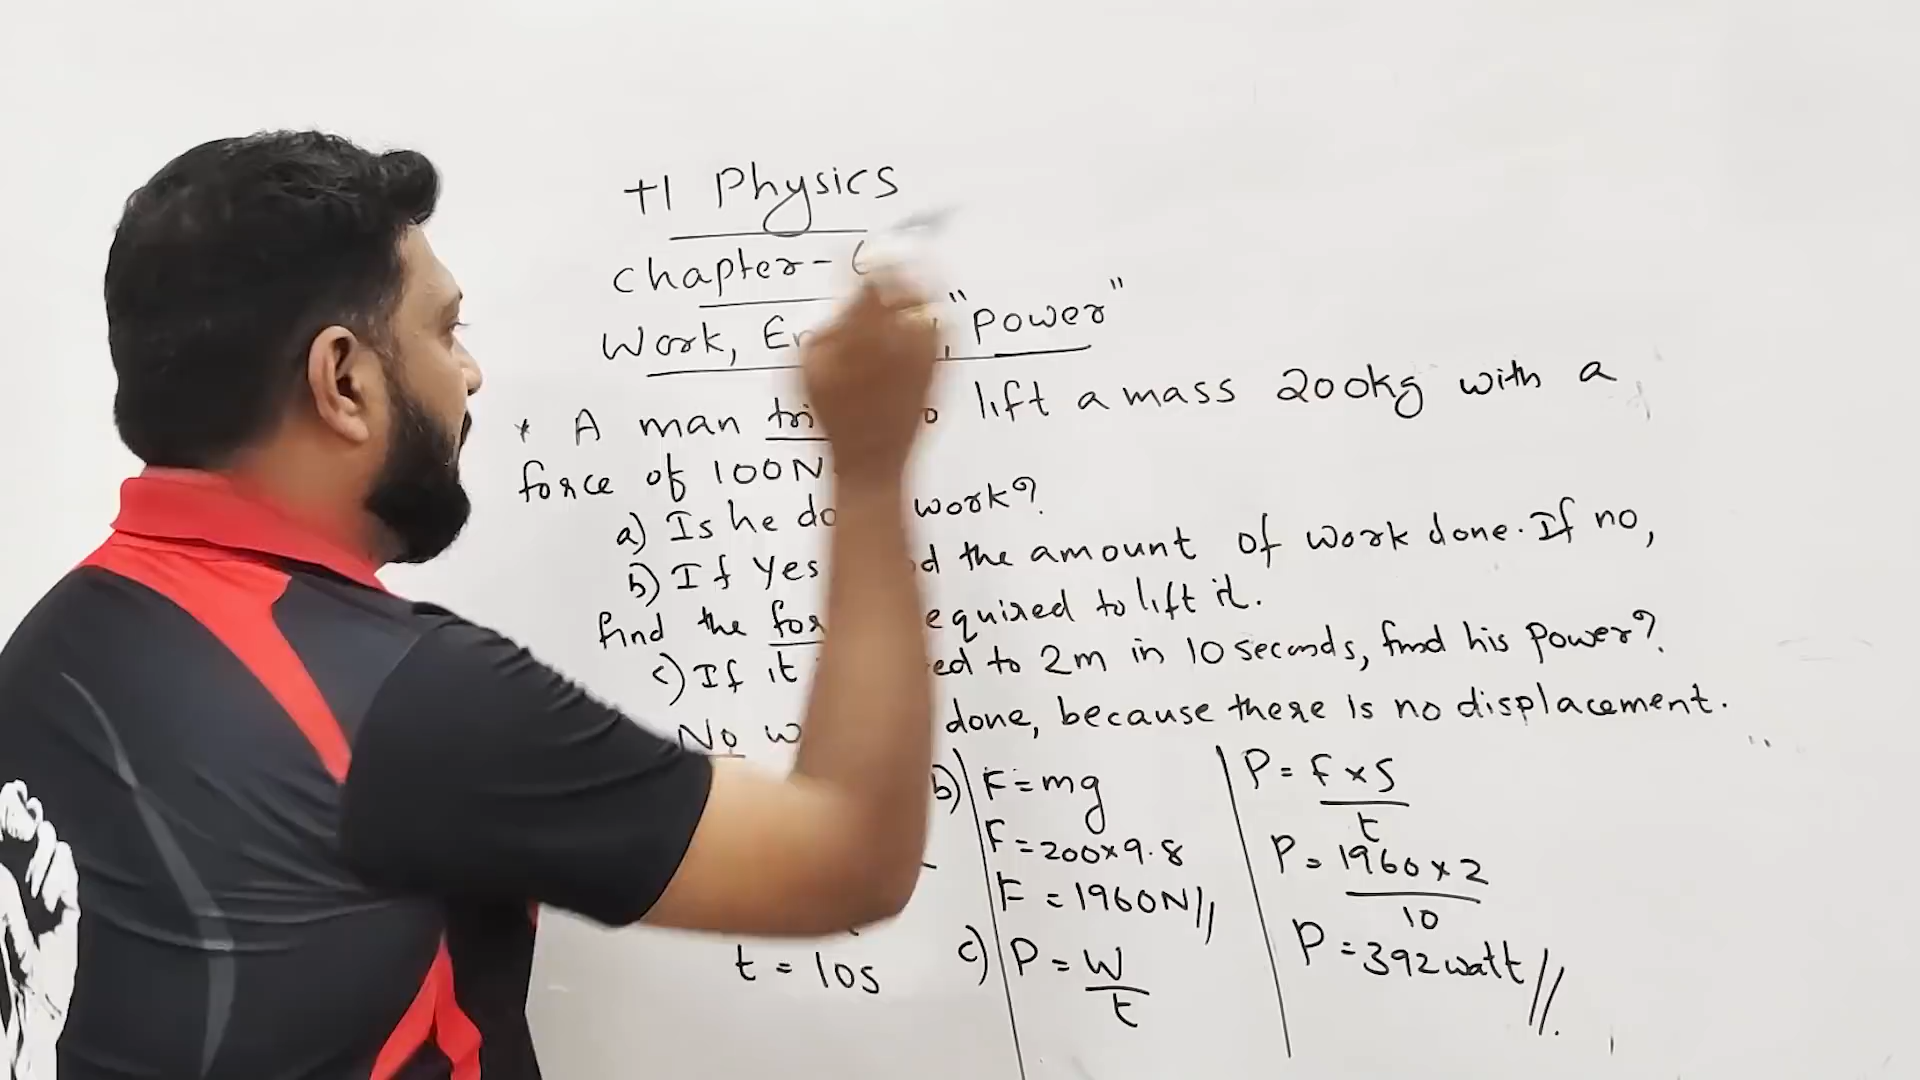 +1 Physics
chapter-
Work, "Power"
* A man lift a mass 200kg with a
force of 100N
a) Is he work?
b) If Yes the amount of work done. If no,
find the required to lift it.
c) If it to 2m in 10 seconds, find his Power?
No done, because there is no displacement.
b) F = mg
F = 200×9.8
F = 1960N//
t = 10s
c) P = W
t
P = F × S
t
P = 1960 × 2
10
P = 392 watt //